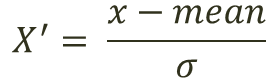 X′ = (x − mean) / σ